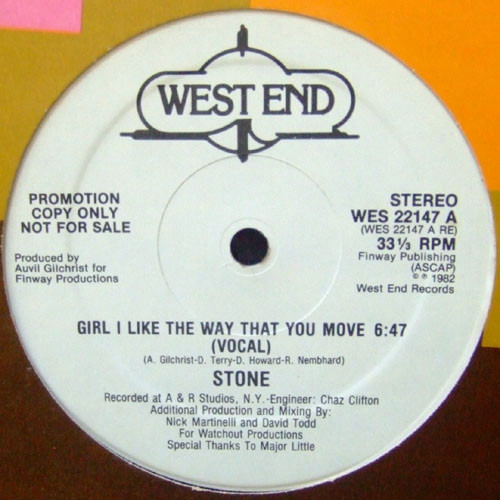 WEST END
PROMOTION
COPY ONLY
NOT FOR SALE
Produced by
Auvil Gilchrist for
Finway Productions
STEREO
WES 22147 A
(WES 22147 A RE)
33⅓ RPM
Finway Publishing
(ASCAP)
© ℗ 1982
West End Records
GIRL I LIKE THE WAY THAT YOU MOVE 6:47
(VOCAL)
(A. Gilchrist-D. Terry-D. Howard-R. Nembhard)
STONE
Recorded at A & R Studios, N.Y.-Engineer: Chaz Clifton
Additional Production and Mixing By:
Nick Martinelli and David Todd
For Watchout Productions
Special Thanks To Major Little